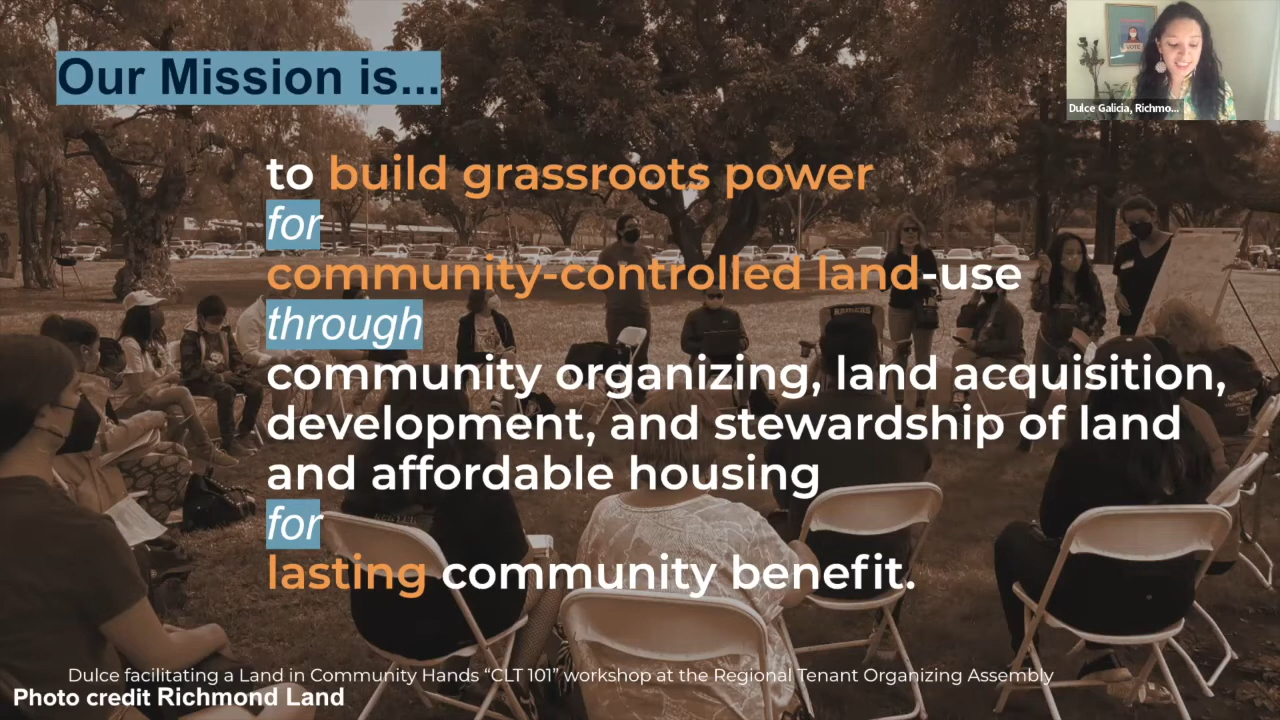 Our Mission is...
Dulce Galicia, Richmo...
VOTE
to build grassroots power
for
community-controlled land-use
through
community organizing, land acquisition,
development, and stewardship of land
and affordable housing
for
lasting community benefit.
Dulce facilitating a Land in Community Hands “CLT 101” workshop at the Regional Tenant Organizing Assembly
Photo credit Richmond Land